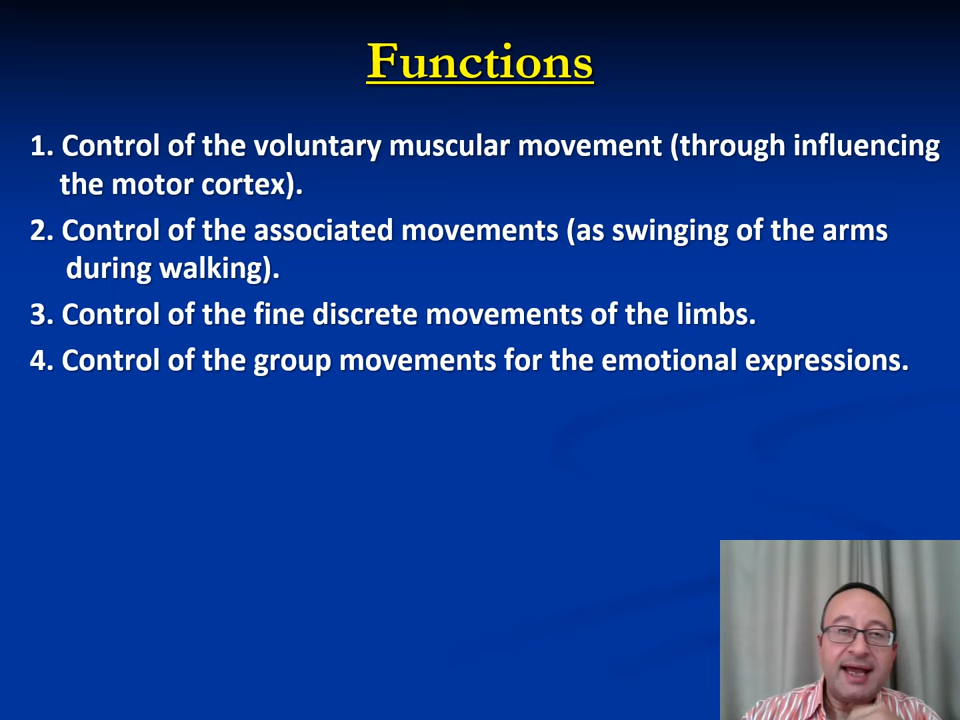 Functions
1. Control of the voluntary muscular movement (through influencing
the motor cortex).
2. Control of the associated movements (as swinging of the arms
during walking).
3. Control of the fine discrete movements of the limbs.
4. Control of the group movements for the emotional expressions.